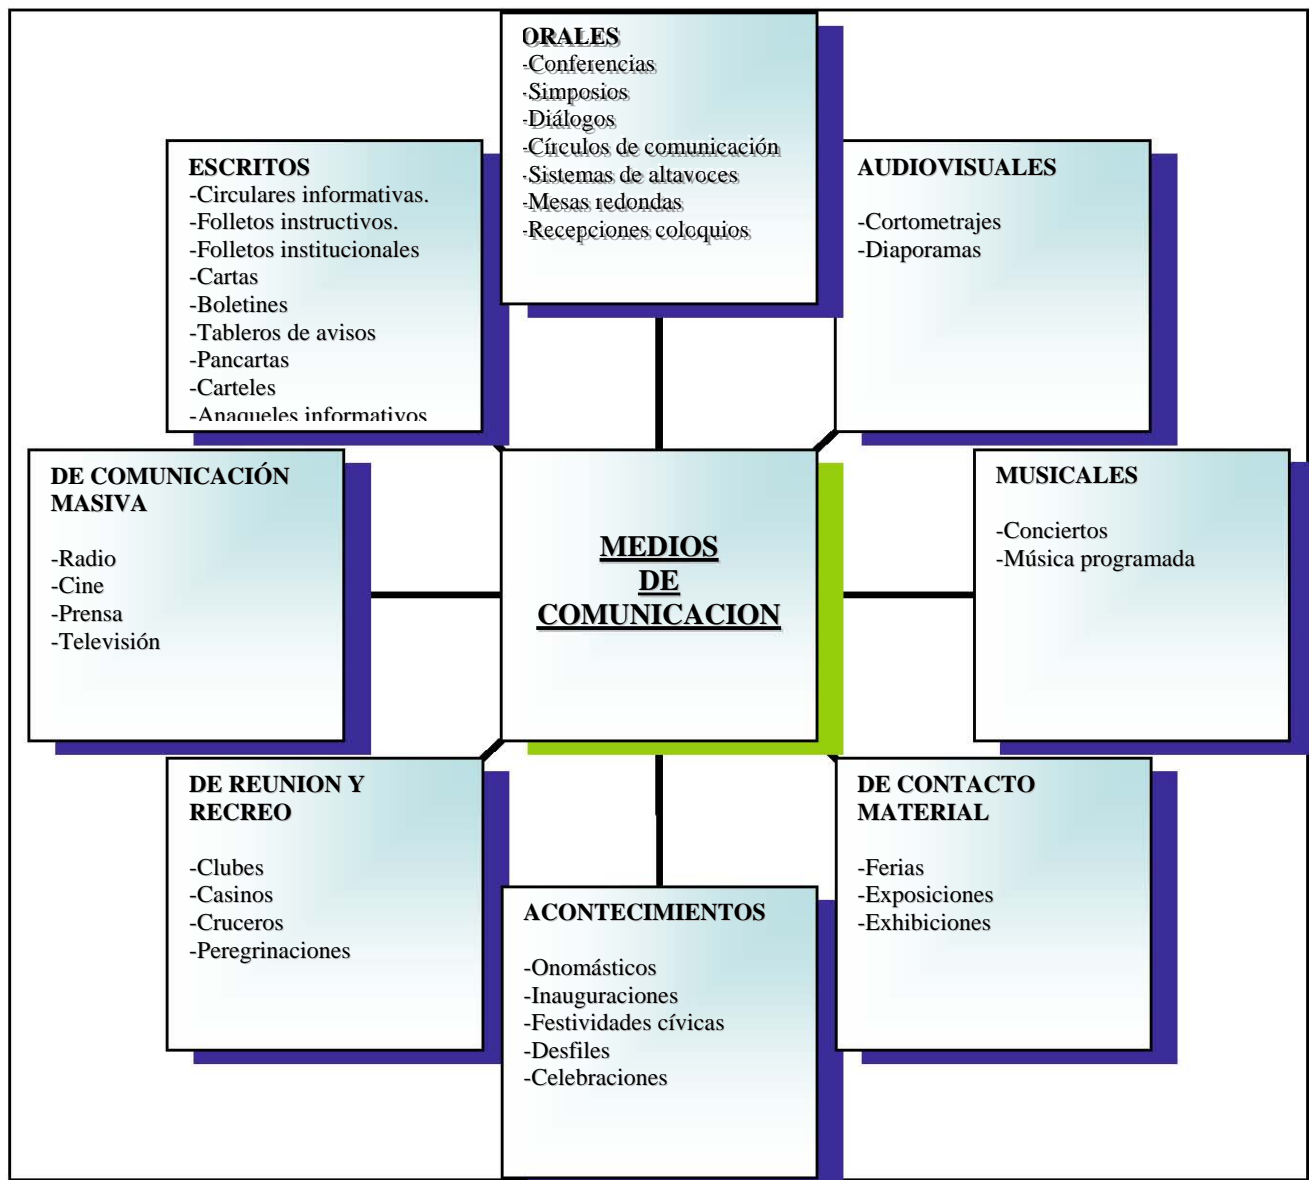 ORALES
-Conferencias
-Simposios
-Diálogos
-Círculos de comunicación
-Sistemas de altavoces
-Mesas redondas
-Recepciones coloquios
ESCRITOS
-Circulares informativas.
-Folletos instructivos.
-Folletos institucionales
-Cartas
-Boletines
-Tableros de avisos
-Pancartas
-Carteles
-Anaqueles informativos
AUDIOVISUALES
-Cortometrajes
-Diaporamas
DE COMUNICACIÓN
MASIVA
-Radio
-Cine
-Prensa
-Televisión
MEDIOS
DE
COMUNICACION
MUSICALES
-Conciertos
-Música programada
DE REUNION Y
RECREO
-Clubes
-Casinos
-Cruceros
-Peregrinaciones
ACONTECIMIENTOS
-Onomásticos
-Inauguraciones
-Festividades cívicas
-Desfiles
-Celebraciones
DE CONTACTO
MATERIAL
-Ferias
-Exposiciones
-Exhibiciones